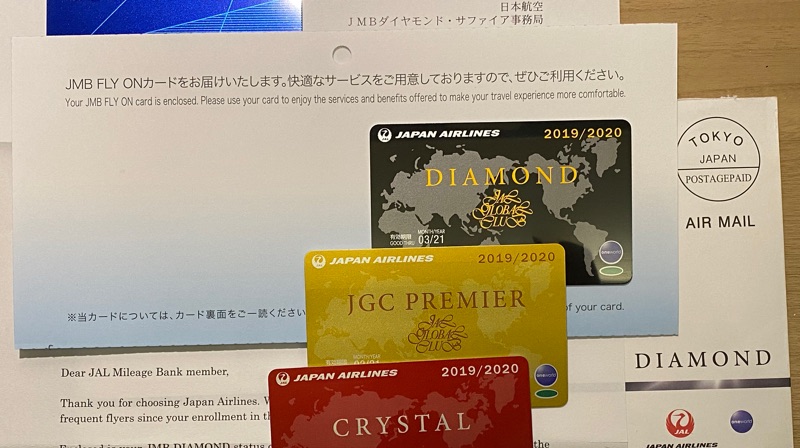 日本航空
JMBダイヤモンド・サファイア事務局
JMB FLY ONカードをお届けいたします。快適なサービスをご用意しておりますので、ぜひご利用ください。
Your JMB FLY ON card is enclosed. Please use your card to enjoy the services and benefits offered to make your travel experience more comfortable.
JAPAN AIRLINES 2019/2020
DIAMOND
JAL
GLOBAL
CLUB
有効期限
GOOD THRU
MONTH/YEAR
03/21
oneworld
TOKYO
JAPAN
POSTAGEPAID
AIR MAIL
JAPAN AIRLINES 2019/2020
JGC PREMIER
JAL
GLOBAL
CLUB
MONTH/YEAR
oneworld
※当カードについては、カード裏面をご一読ください
of your card.
JAPAN AIRLINES 2019/2020
CRYSTAL
DIAMOND
JAL
oneworld
Dear JAL Mileage Bank member,
Thank you for choosing Japan Airlines.
frequent flyers since your enrollment in
Enclosed is your JMB DIAMOND status
the